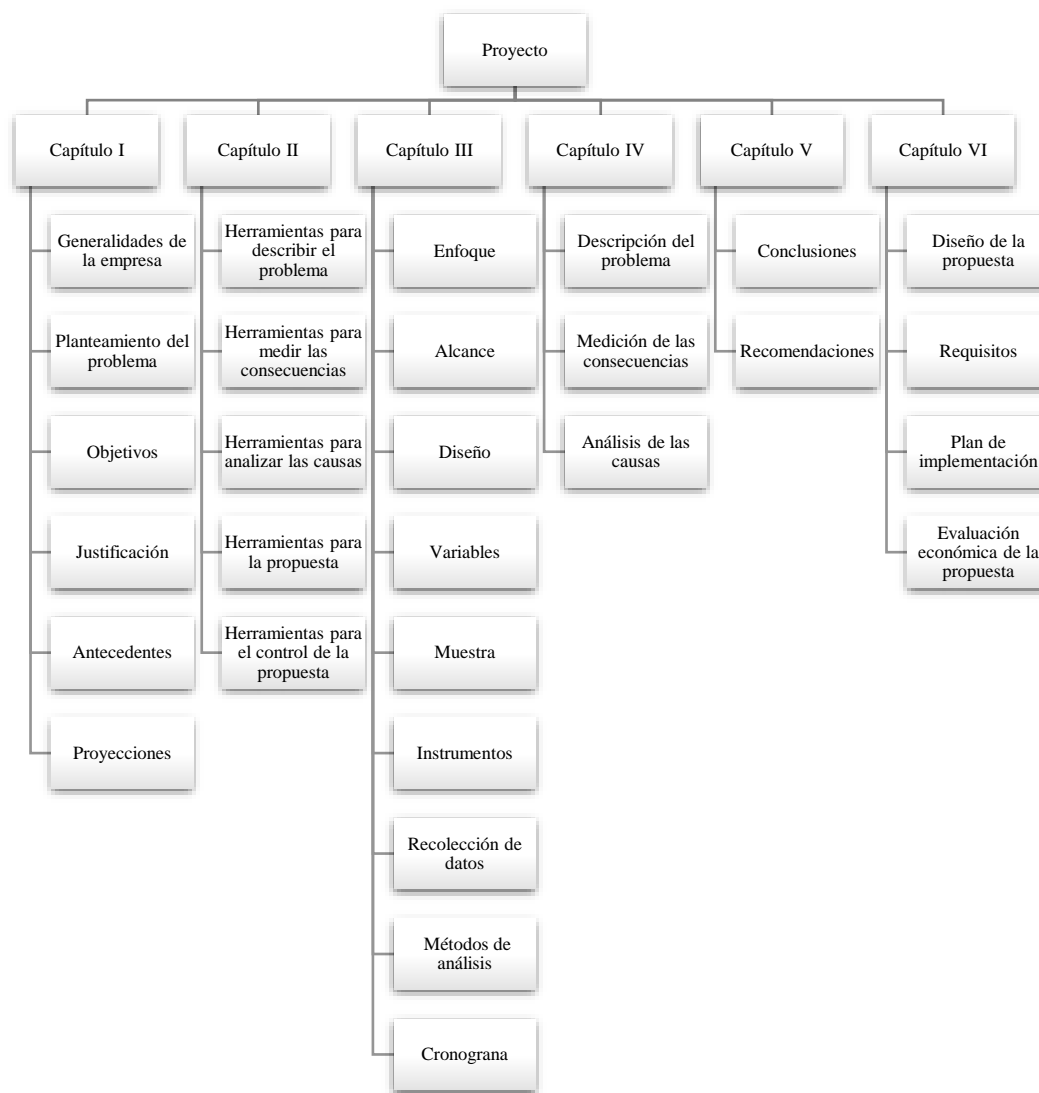 Proyecto
Capítulo I
Generalidades de
la empresa
Planteamiento del
problema
Objetivos
Justificación
Antecedentes
Proyecciones
Capítulo II
Herramientas para
describir el
problema
Herramientas para
medir las
consecuencias
Herramientas para
analizar las causas
Herramientas para
la propuesta
Herramientas para
el control de la
propuesta
Capítulo III
Enfoque
Alcance
Diseño
Variables
Muestra
Instrumentos
Recolección de
datos
Métodos de
análisis
Cronograna
Capítulo IV
Descripción del
problema
Medición de las
consecuencias
Análisis de las
causas
Capítulo V
Conclusiones
Recomendaciones
Capítulo VI
Diseño de la
propuesta
Requisitos
Plan de
implementación
Evaluación
económica de la
propuesta